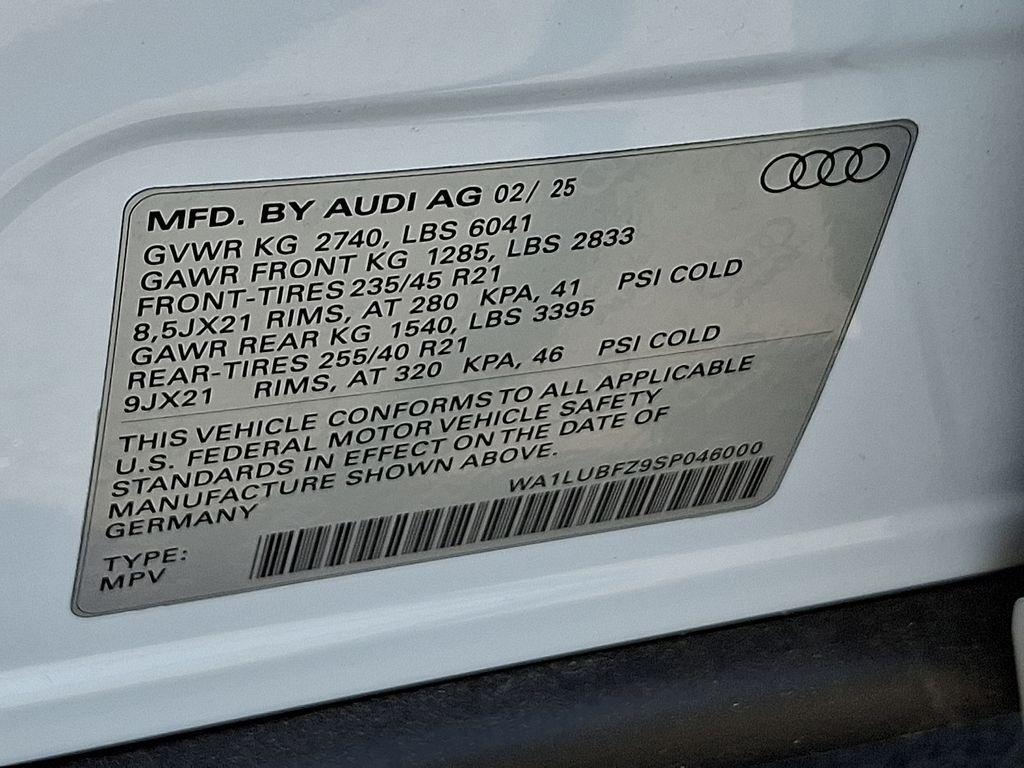 MFD. BY AUDI AG 02/ 25
GVWR KG 2740, LBS 6041
GAWR FRONT KG 1285, LBS 2833
FRONT-TIRES 235/45 R21
8,5JX21 RIMS, AT 280 KPA, 41 PSI COLD
GAWR REAR KG 1540, LBS 3395
REAR-TIRES 255/40 R21
9JX21 RIMS, AT 320 KPA, 46 PSI COLD
THIS VEHICLE CONFORMS TO ALL APPLICABLE
U.S. FEDERAL MOTOR VEHICLE SAFETY
STANDARDS IN EFFECT ON THE DATE OF
MANUFACTURE SHOWN ABOVE.
GERMANY
WA1LUBFZ9SP046000
TYPE:
MPV